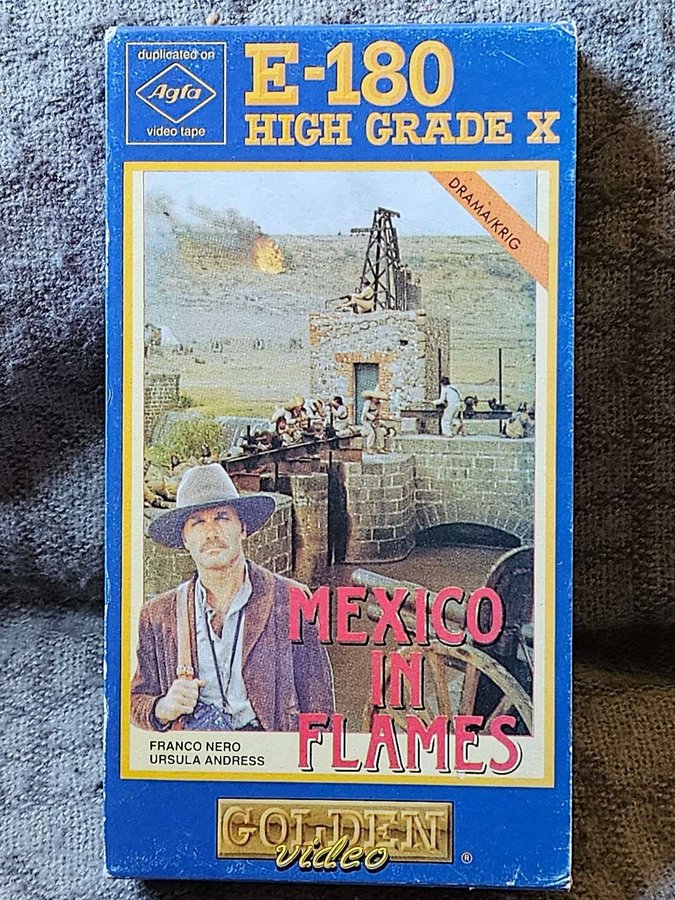 duplicated on
Agfa
video tape
E-180
HIGH GRADE X
DRAMA/KRIG
MEXICO
IN
FLAMES
FRANCO NERO
URSULA ANDRESS
GOLDEN
video
®